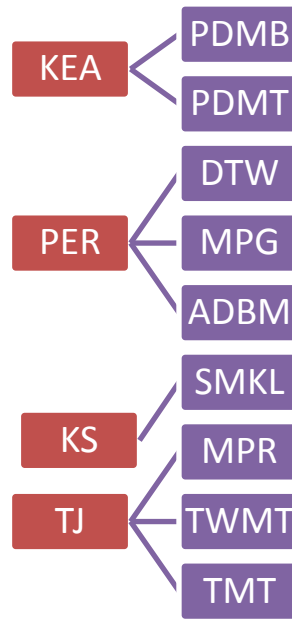 KEA
PDMB
PDMT
PER
DTW
MPG
ADBM
KS
SMKL
TJ
MPR
TWMT
TMT